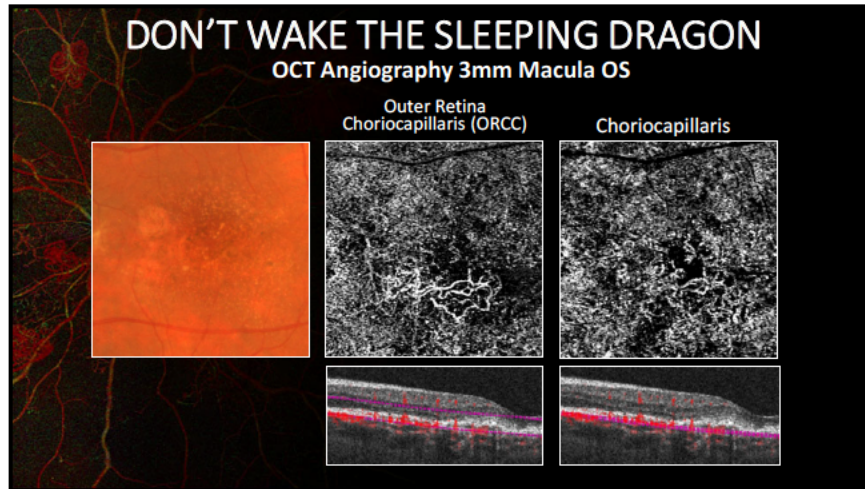 DON'T WAKE THE SLEEPING DRAGON
OCT Angiography 3mm Macula OS
Outer Retina
Choriocapillaris (ORCC)
Choriocapillaris